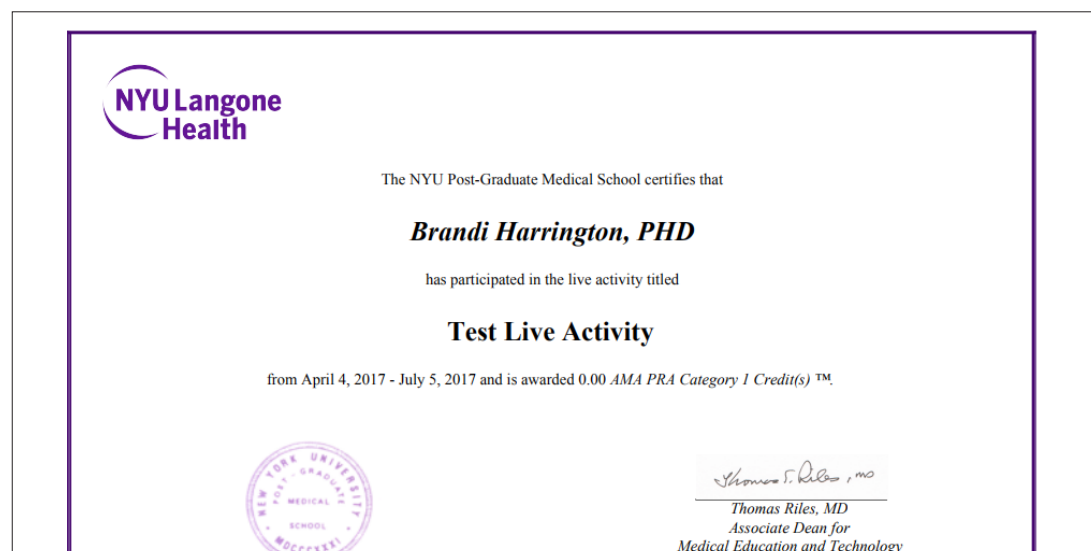 NYU Langone
Health
The NYU Post-Graduate Medical School certifies that
Brandi Harrington, PHD
has participated in the live activity titled
Test Live Activity
from April 4, 2017 - July 5, 2017 and is awarded 0.00 AMA PRA Category 1 Credit(s) ™.
NEW YORK UNIVERSITY
POST-GRADUATE
MEDICAL
SCHOOL
MDCCCXXXI
Thomas S. Riles, MD
Thomas Riles, MD
Associate Dean for
Medical Education and Technology